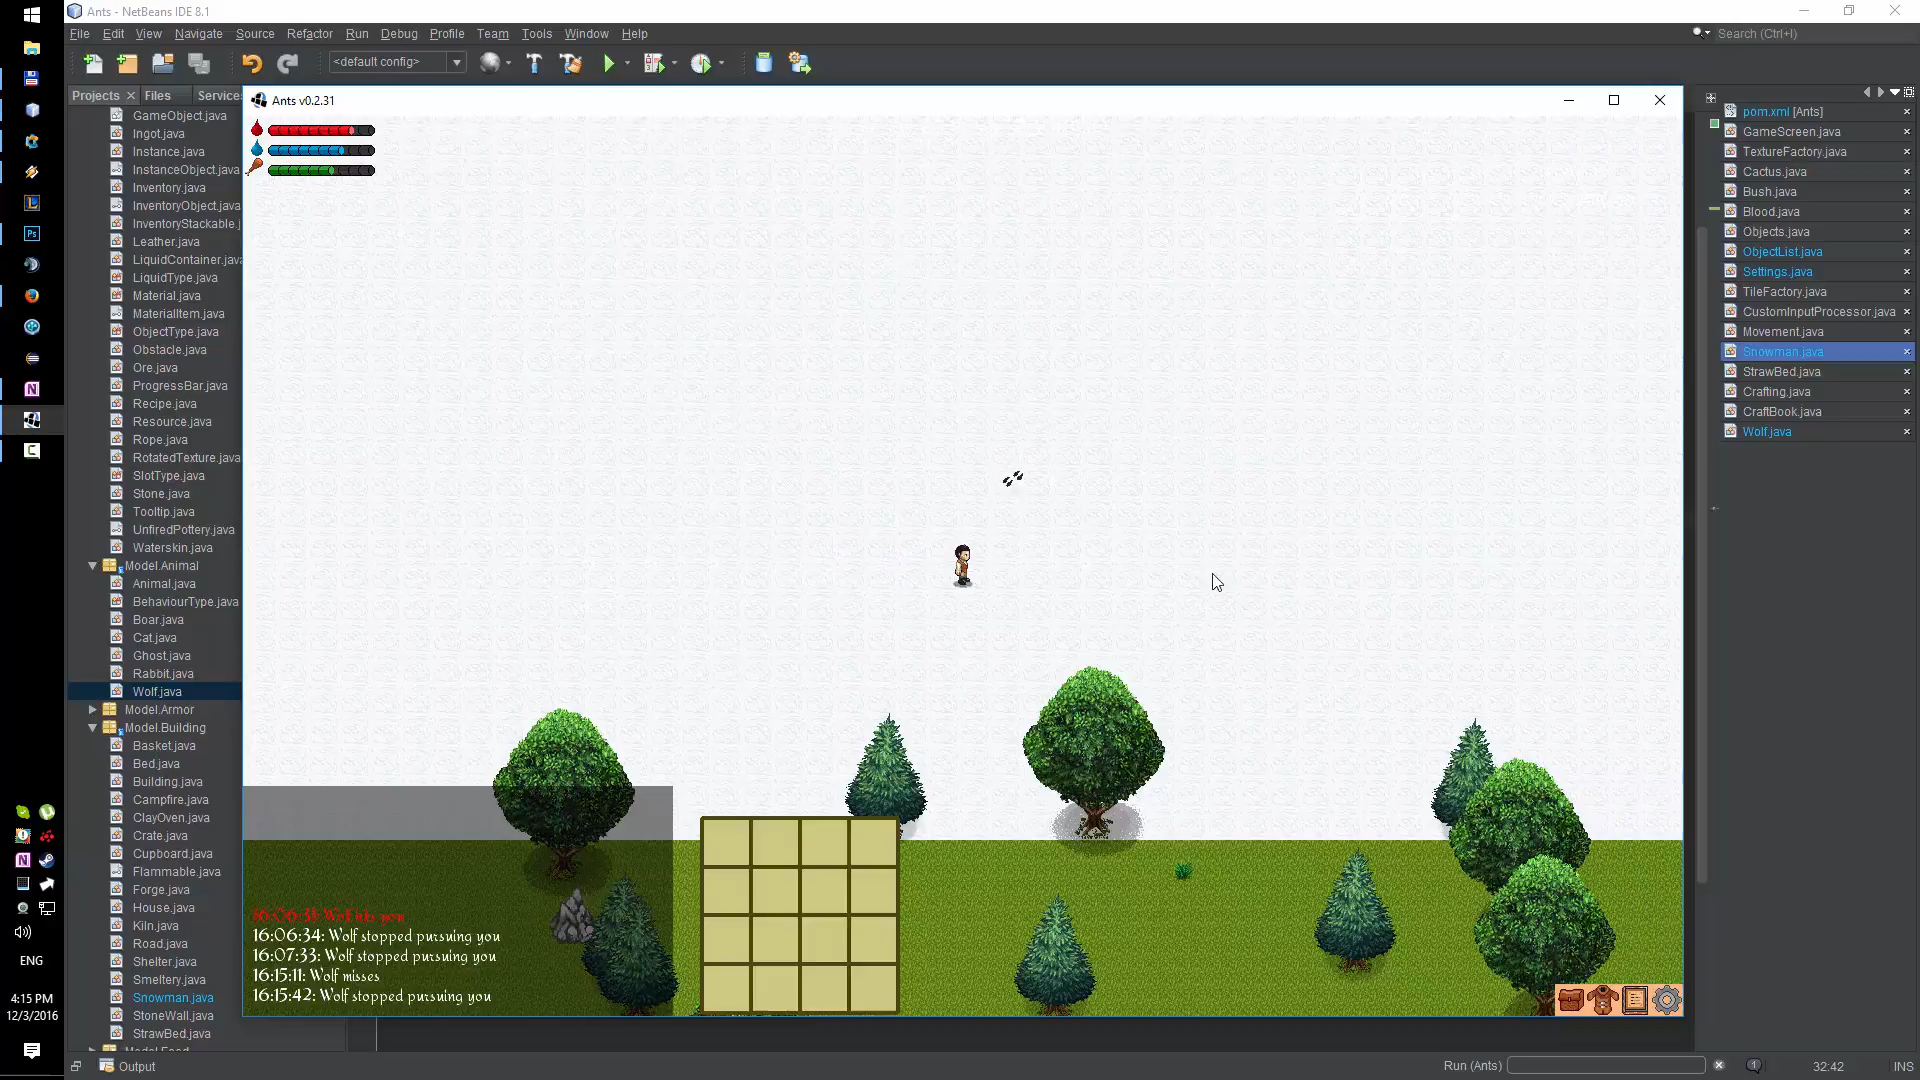 Ants - NetBeans IDE 8.1
File Edit View Navigate Source Refactor Run Debug Profile Team Tools Window Help
Search (Ctrl+I)
<default config>
Projects Files Services
GameObject.java
Ingot.java
Instance.java
InstanceObject.java
Inventory.java
InventoryObject.java
InventoryStackable.j
Leather.java
LiquidContainer.java
LiquidType.java
Material.java
MaterialItem.java
ObjectType.java
Obstacle.java
Ore.java
ProgressBar.java
Recipe.java
Resource.java
Rope.java
RotatedTexture.java
SlotType.java
Stone.java
Tooltip.java
UnfiredPottery.java
Waterskin.java
Model.Animal
Animal.java
BehaviourType.java
Boar.java
Cat.java
Ghost.java
Rabbit.java
Wolf.java
Model.Armor
Model.Building
Basket.java
Bed.java
Building.java
Campfire.java
ClayOven.java
Crate.java
Cupboard.java
Flammable.java
Forge.java
House.java
Kiln.java
Road.java
Shelter.java
Smeltery.java
Snowman.java
StoneWall.java
StrawBed.java
Ants v0.2.31
16:06:34: Wolf stopped pursuing you
16:07:33: Wolf stopped pursuing you
16:15:11: Wolf misses
16:15:42: Wolf stopped pursuing you
pom.xml [Ants]
GameScreen.java
TextureFactory.java
Cactus.java
Bush.java
Blood.java
Objects.java
ObjectList.java
Settings.java
TileFactory.java
CustomInputProcessor.java
Movement.java
Snowman.java
StrawBed.java
Crafting.java
CraftBook.java
Wolf.java
ENG
4:15 PM
12/3/2016
Output
Run (Ants)
32:42
INS